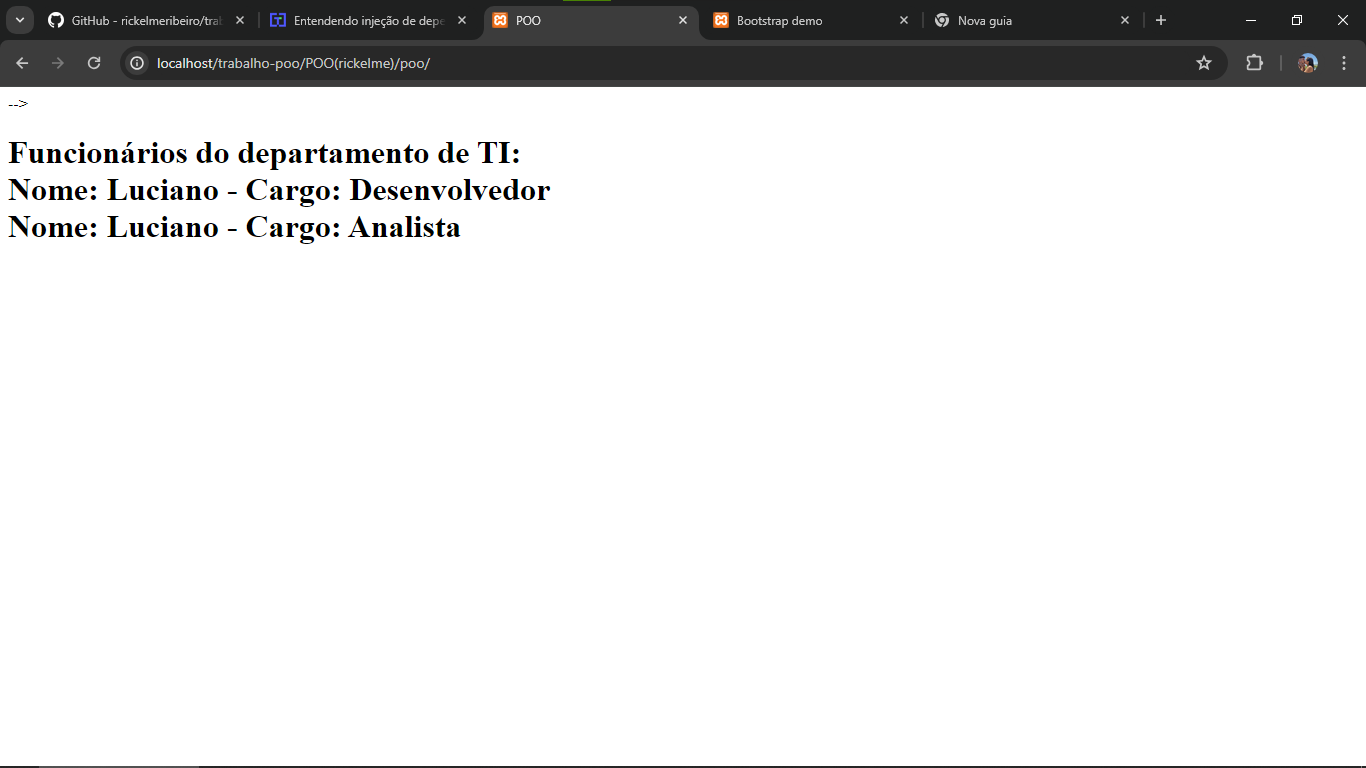 GitHub - rickelmeribeiro/tral
Entendendo injeção de depe
POO
Bootstrap demo
Nova guia
localhost/trabalho-poo/POO(rickelme)/poo/
-->
Funcionários do departamento de TI:
Nome: Luciano - Cargo: Desenvolvedor
Nome: Luciano - Cargo: Analista